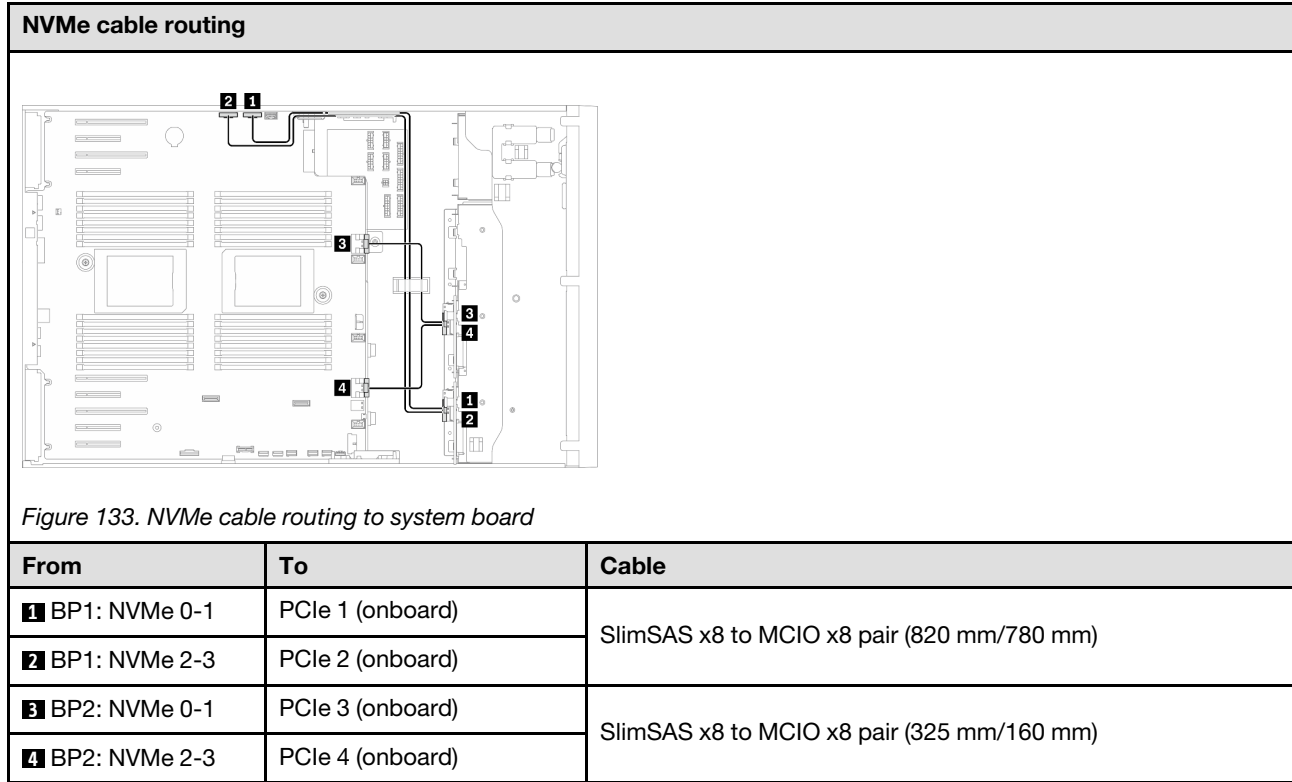 NVMe cable routing
2 1
3
3
4
4
1
2
Figure 133. NVMe cable routing to system board
From To Cable
1 BP1: NVMe 0-1 PCIe 1 (onboard) SlimSAS x8 to MCIO x8 pair (820 mm/780 mm)
2 BP1: NVMe 2-3 PCIe 2 (onboard)
3 BP2: NVMe 0-1 PCIe 3 (onboard) SlimSAS x8 to MCIO x8 pair (325 mm/160 mm)
4 BP2: NVMe 2-3 PCIe 4 (onboard)